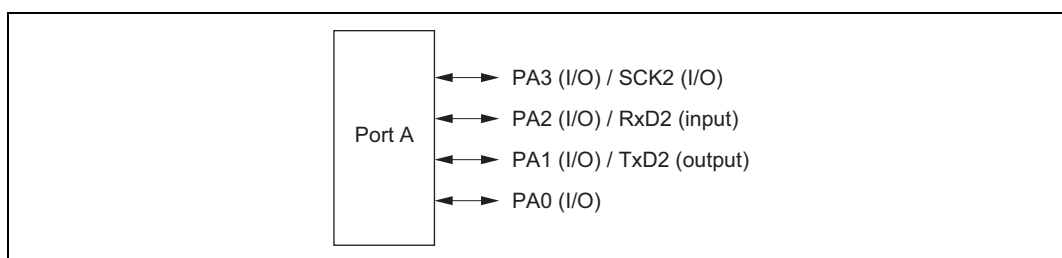 Port A
PA3 (I/O) / SCK2 (I/O)
PA2 (I/O) / RxD2 (input)
PA1 (I/O) / TxD2 (output)
PA0 (I/O)